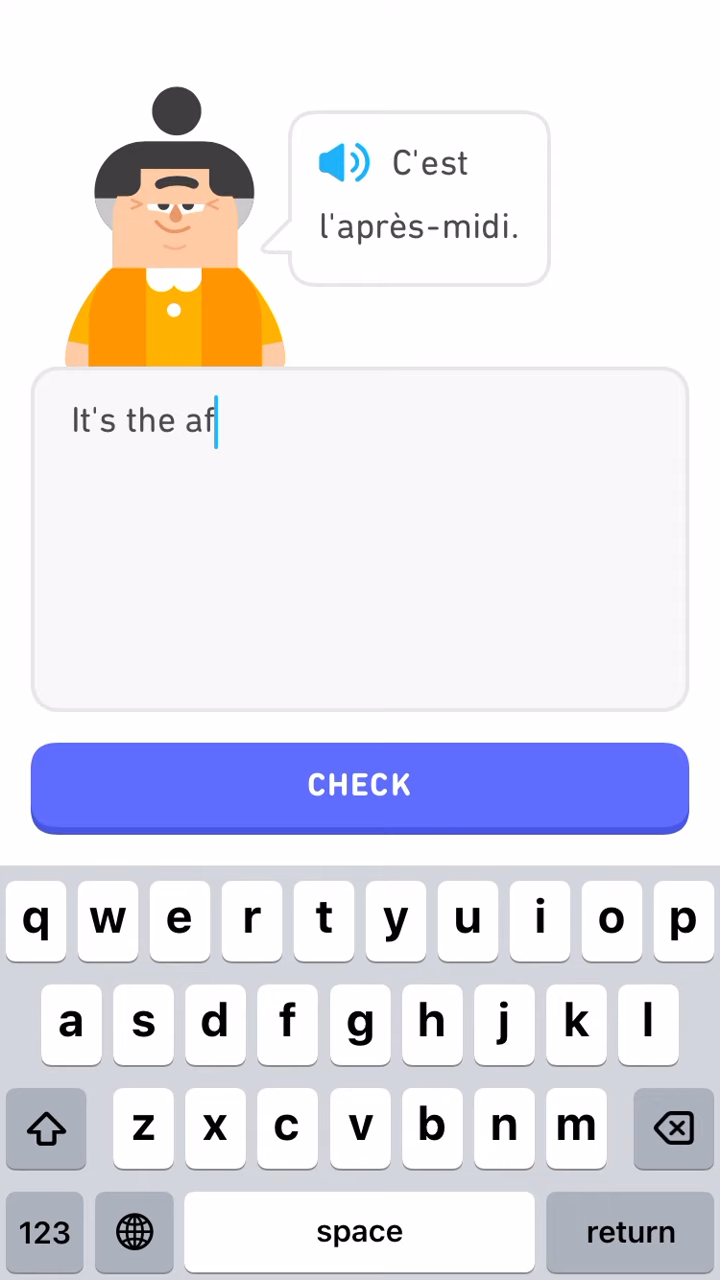 C'est
l'après-midi.
It's the af
CHECK
q w e r t y u i o p
a s d f g h j k l
z x c v b n m
123 space return